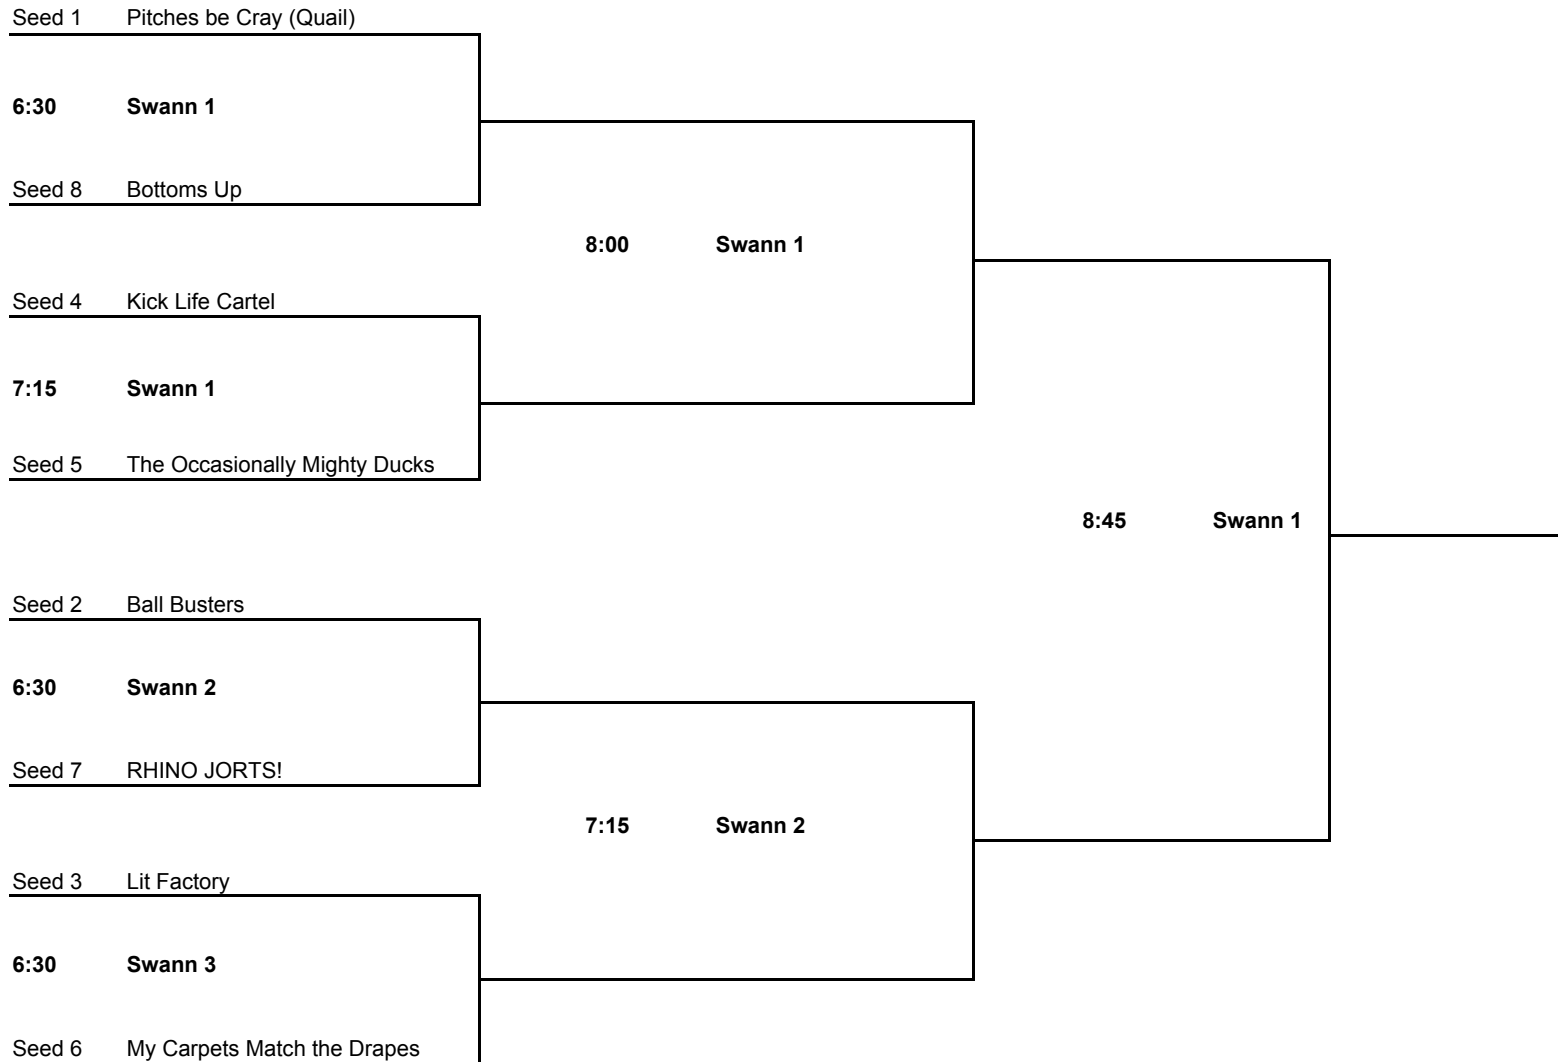 Seed 1 Pitches be Cray (Quail)
6:30 Swann 1
Seed 8 Bottoms Up
8:00 Swann 1
Seed 4 Kick Life Cartel
7:15 Swann 1
Seed 5 The Occasionally Mighty Ducks
8:45 Swann 1
Seed 2 Ball Busters
6:30 Swann 2
Seed 7 RHINO JORTS!
7:15 Swann 2
Seed 3 Lit Factory
6:30 Swann 3
Seed 6 My Carpets Match the Drapes